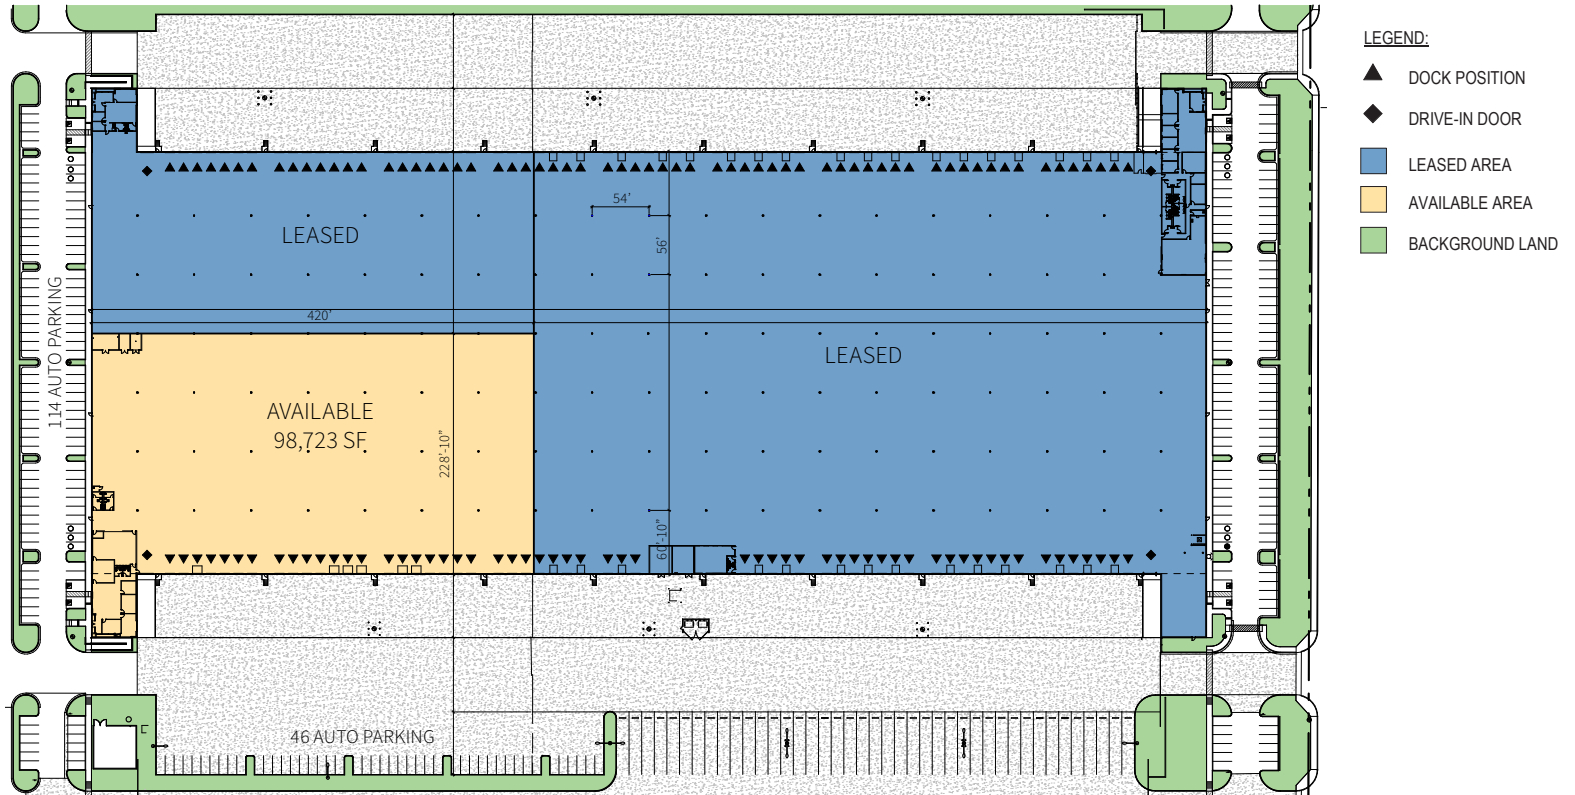 LEGEND:
DOCK POSITION
DRIVE-IN DOOR
LEASED AREA
AVAILABLE AREA
BACKGROUND LAND
54'
LEASED
56'
420'
LEASED
114 AUTO PARKING
AVAILABLE
98,723 SF
228'-10"
60'-10"
46 AUTO PARKING